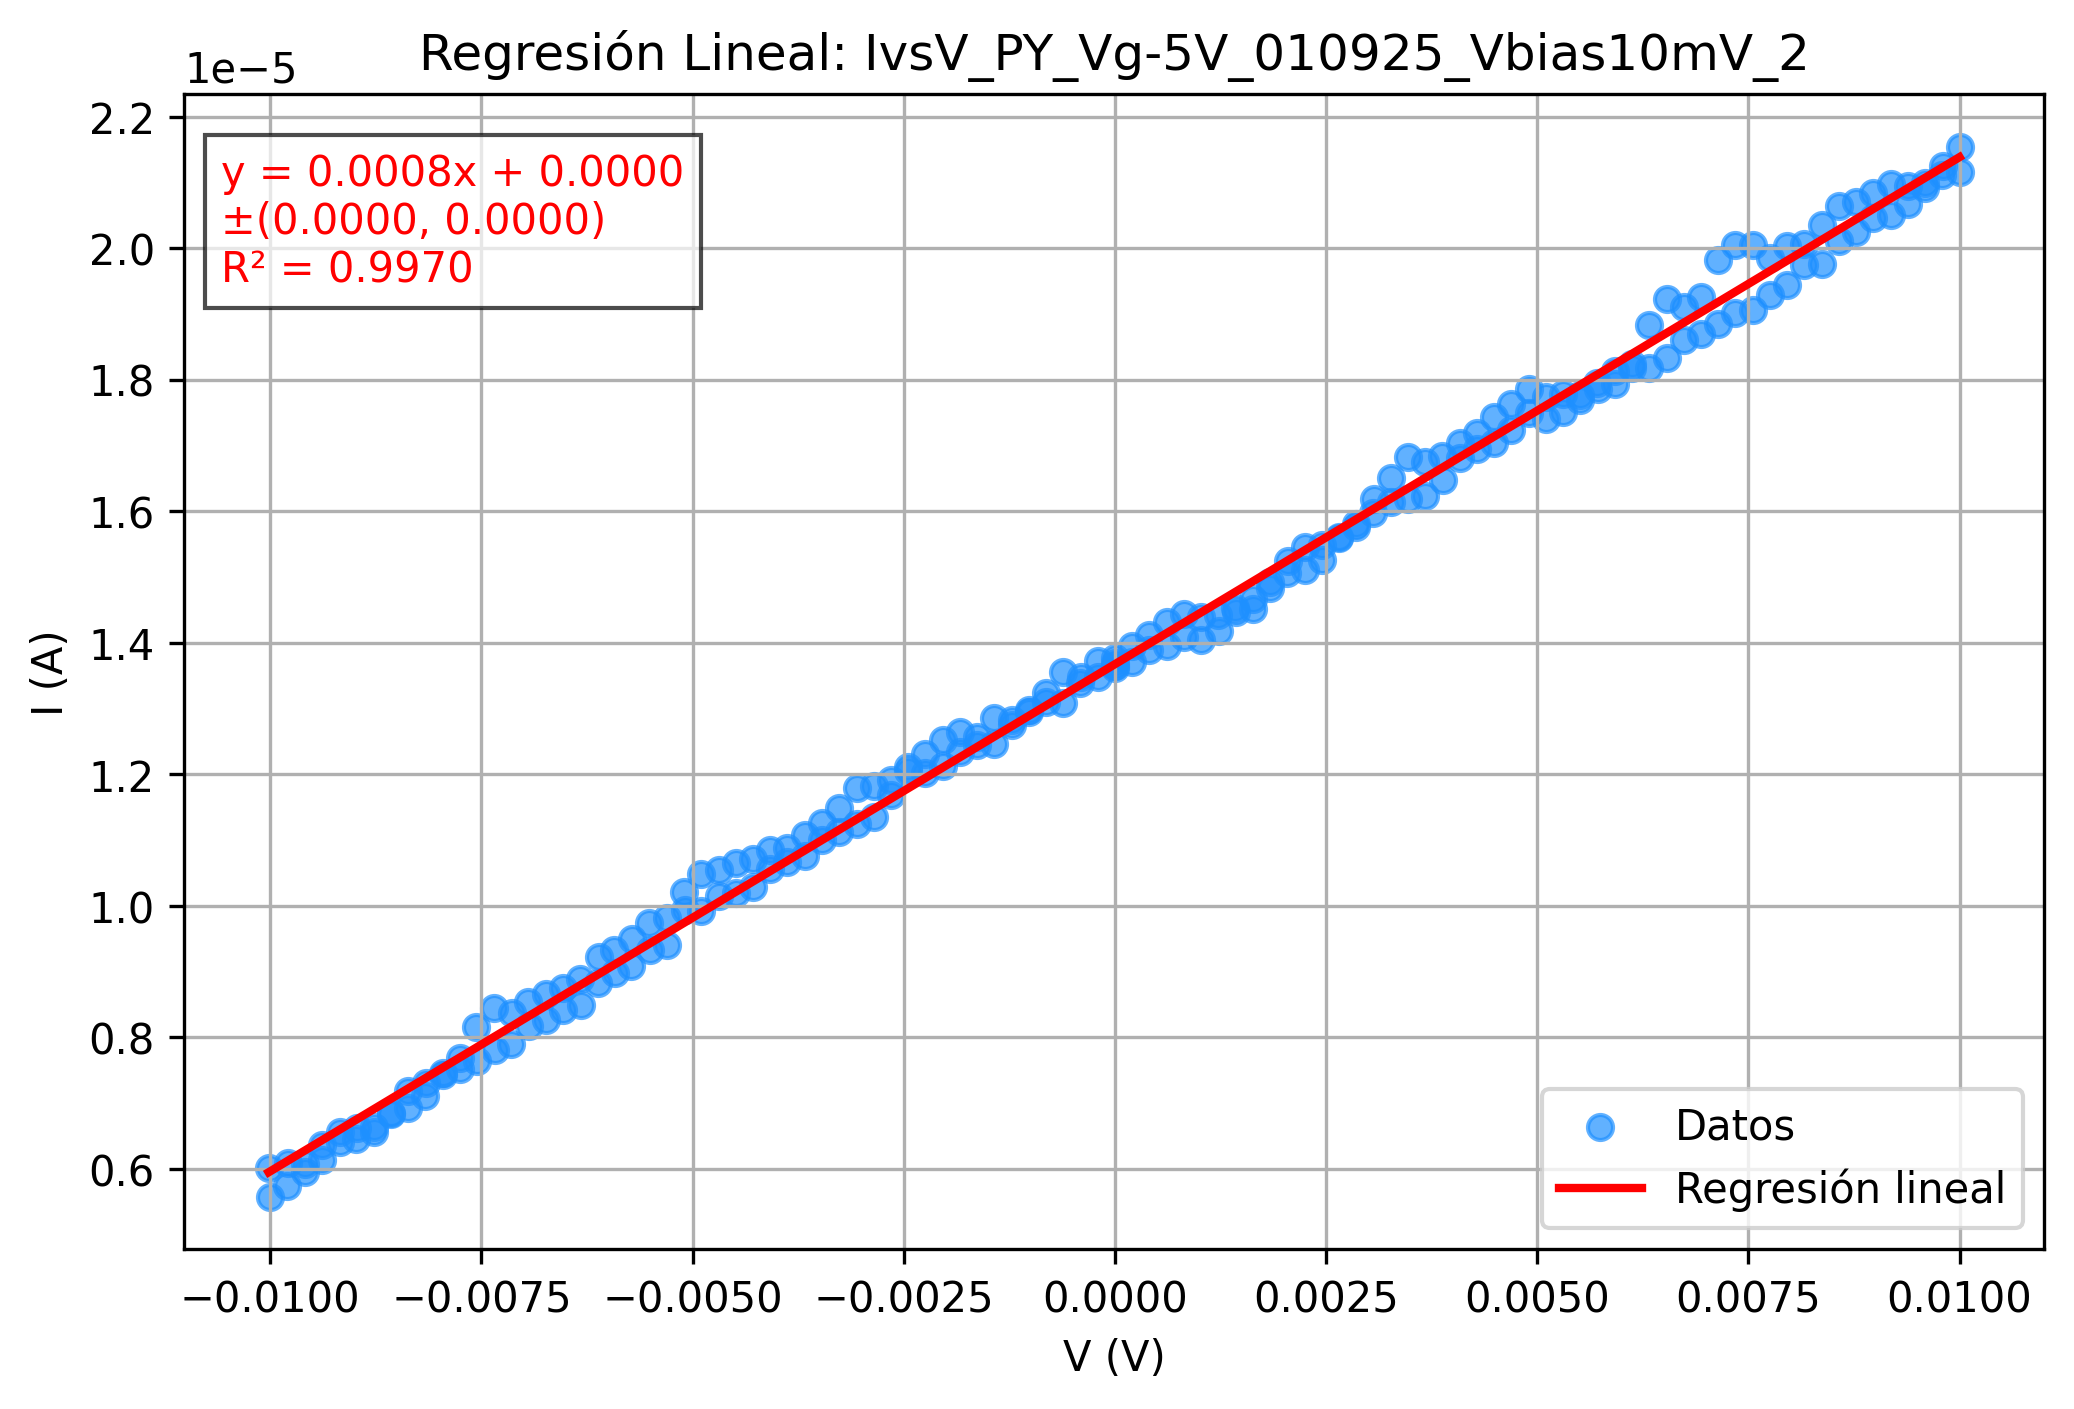 Regresión Lineal: IvsV_PY_Vg-5V_010925_Vbias10mV_2
1e−5
2.2
2.0
1.8
1.6
1.4
1.2
1.0
0.8
0.6
I (A)
y = 0.0008x + 0.0000
±(0.0000, 0.0000)
R² = 0.9970
Datos
Regresión lineal
−0.0100 −0.0075 −0.0050 −0.0025 0.0000 0.0025 0.0050 0.0075 0.0100
V (V)